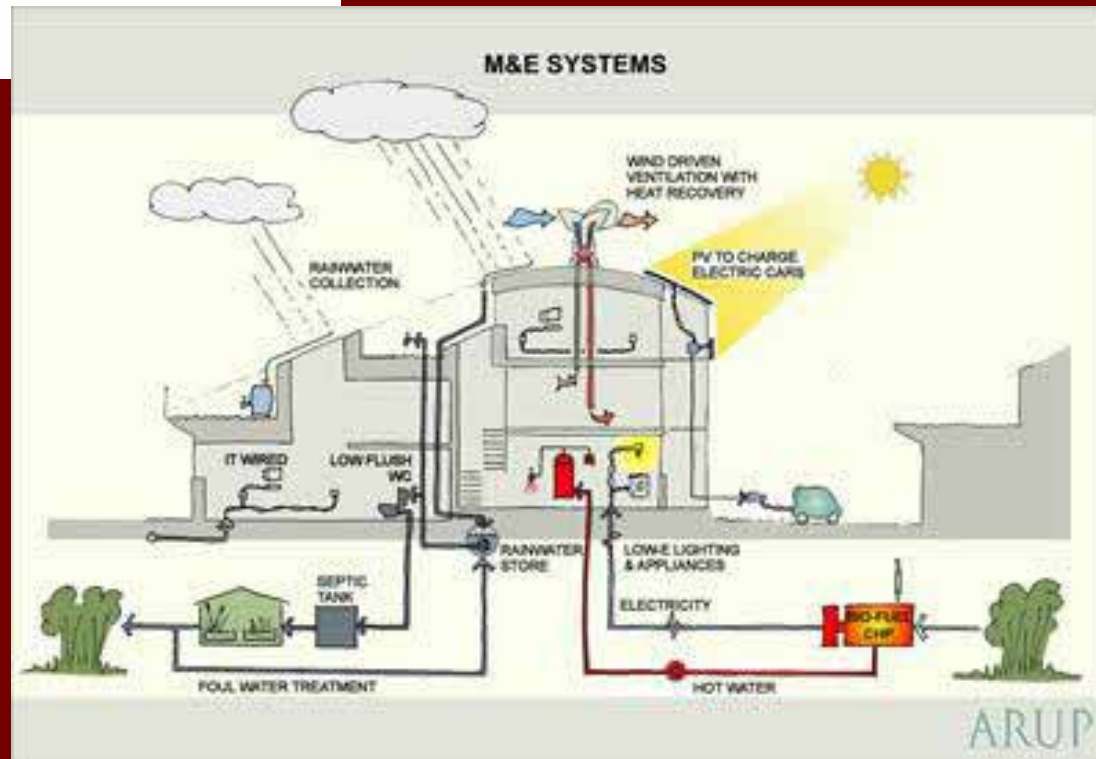 M&E SYSTEMS
WIND DRIVEN
VENTILATION WITH
HEAT RECOVERY
PV TO CHARGE
ELECTRIC CARS
RAINWATER
COLLECTION
IT WIRED
LOW FLUSH
WC
RAINWATER
STORE
LOW-E LIGHTING
& APPLIANCES
SEPTIC
TANK
ELECTRICITY
BIO-FUEL
CHP
FOUL WATER TREATMENT
HOT WATER
ARUP